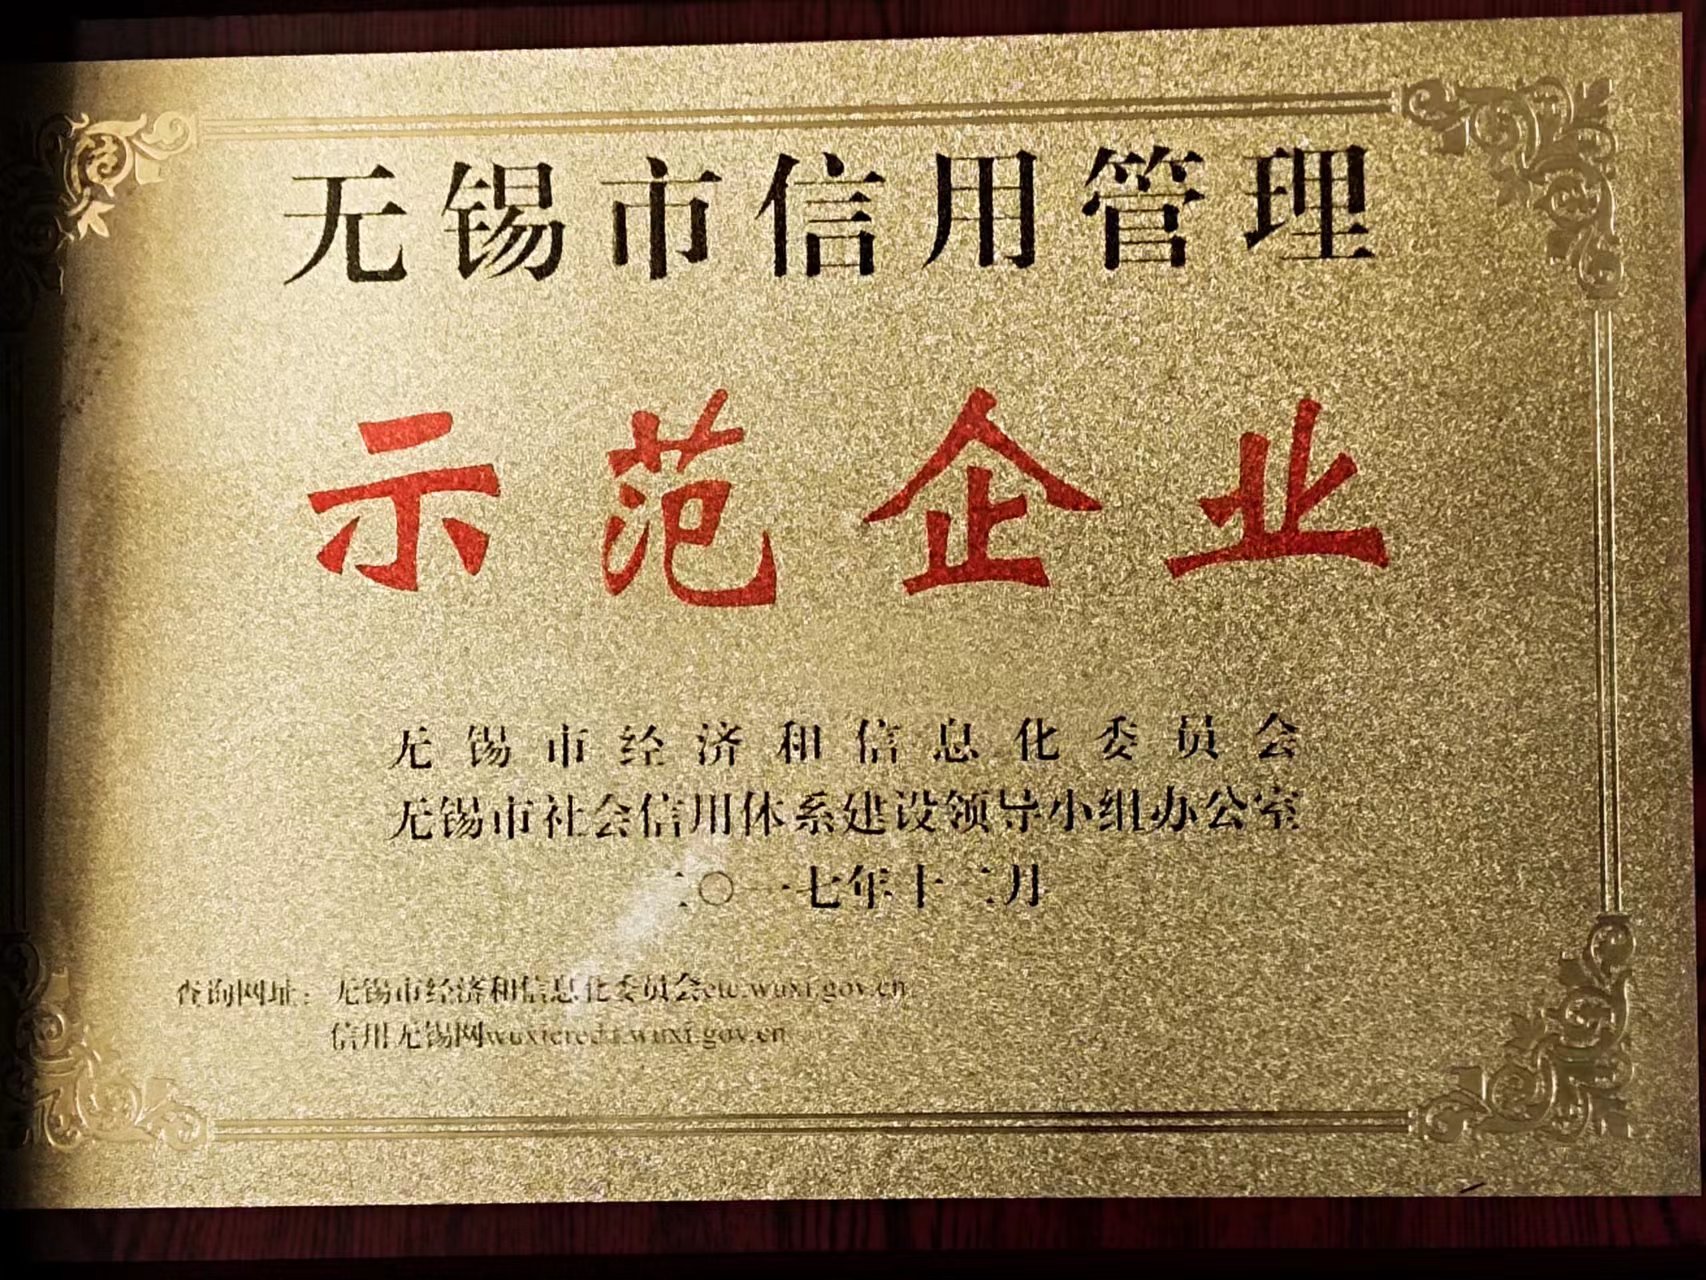 无锡市信用管理
示范企业
无锡市经济和信息化委员会
无锡市社会信用体系建设领导小组办公室
二〇一七年十二月
查询网址：无锡市经济和信息化委员会etc.wuxi.gov.cn
信用无锡网wuxicredit.wuxi.gov.cn